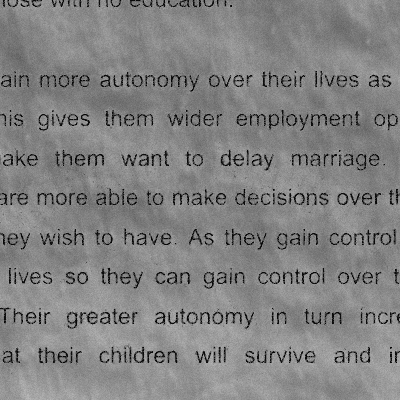 hose with no education.
ain more autonomy over their lives as
his gives them wider employment op
ake them want to delay marriage.
are more able to make decisions over th
hey wish to have. As they gain control
lives so they can gain control over t
Their greater autonomy in turn incre
at their children will survive and in